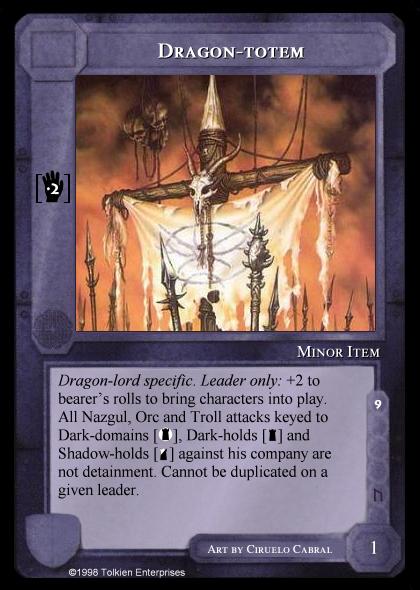 DRAGON-TOTEM
[-2]
MINOR ITEM
Dragon-lord specific. Leader only: +2 to
bearer's rolls to bring characters into play.
All Nazgul, Orc and Troll attacks keyed to
Dark-domains [ ], Dark-holds [ ] and
Shadow-holds [ ] against his company are
not detainment. Cannot be duplicated on a
given leader.
9
ART BY CIRUELO CABRAL
1
©1998 Tolkien Enterprises